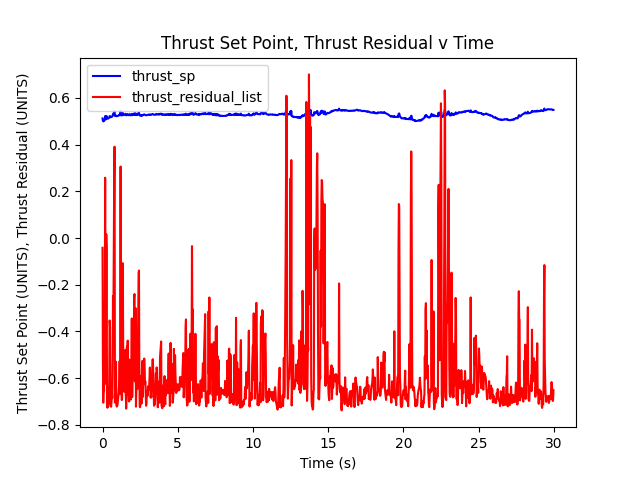 Thrust Set Point, Thrust Residual v Time
thrust_sp
thrust_residual_list
Thrust Set Point (UNITS), Thrust Residual (UNITS)
0.6
0.4
0.2
0.0
−0.2
−0.4
−0.6
−0.8
0 5 10 15 20 25 30
Time (s)